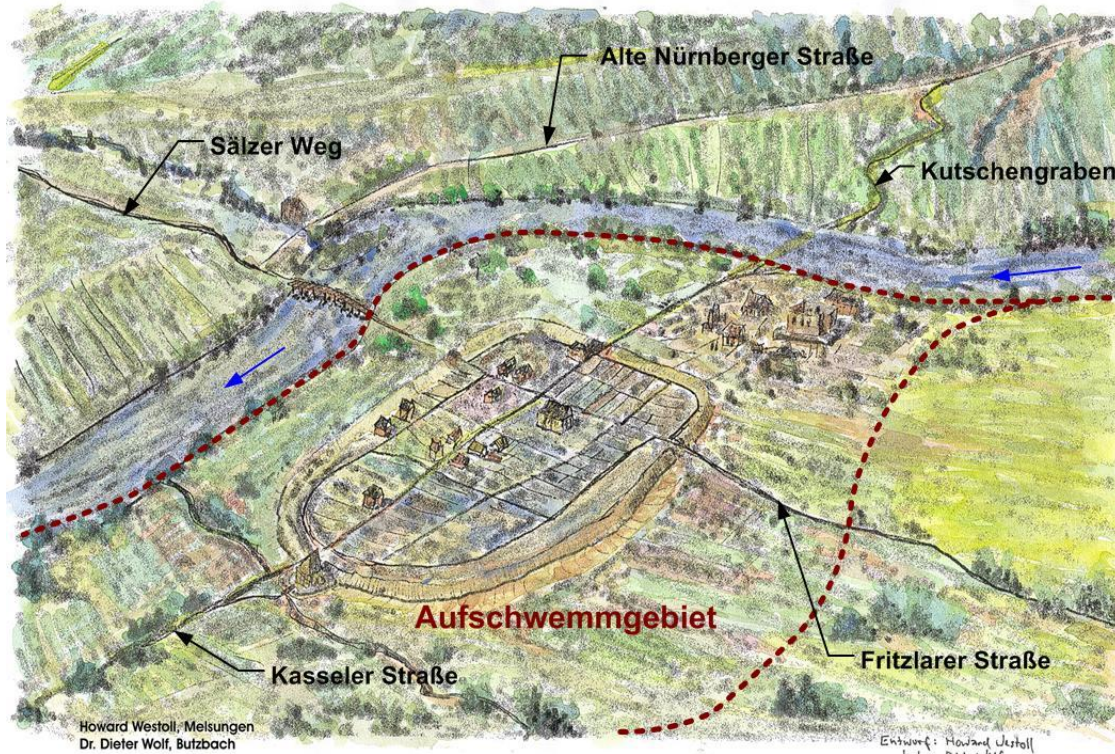 Alte Nürnberger Straße
Sälzer Weg
Kutschengraben
Aufschwemmgebiet
Fritzlarer Straße
Kasseler Straße
Howard Westoll, Melsungen
Dr. Dieter Wolf, Butzbach
Entwurf: Howard Westoll